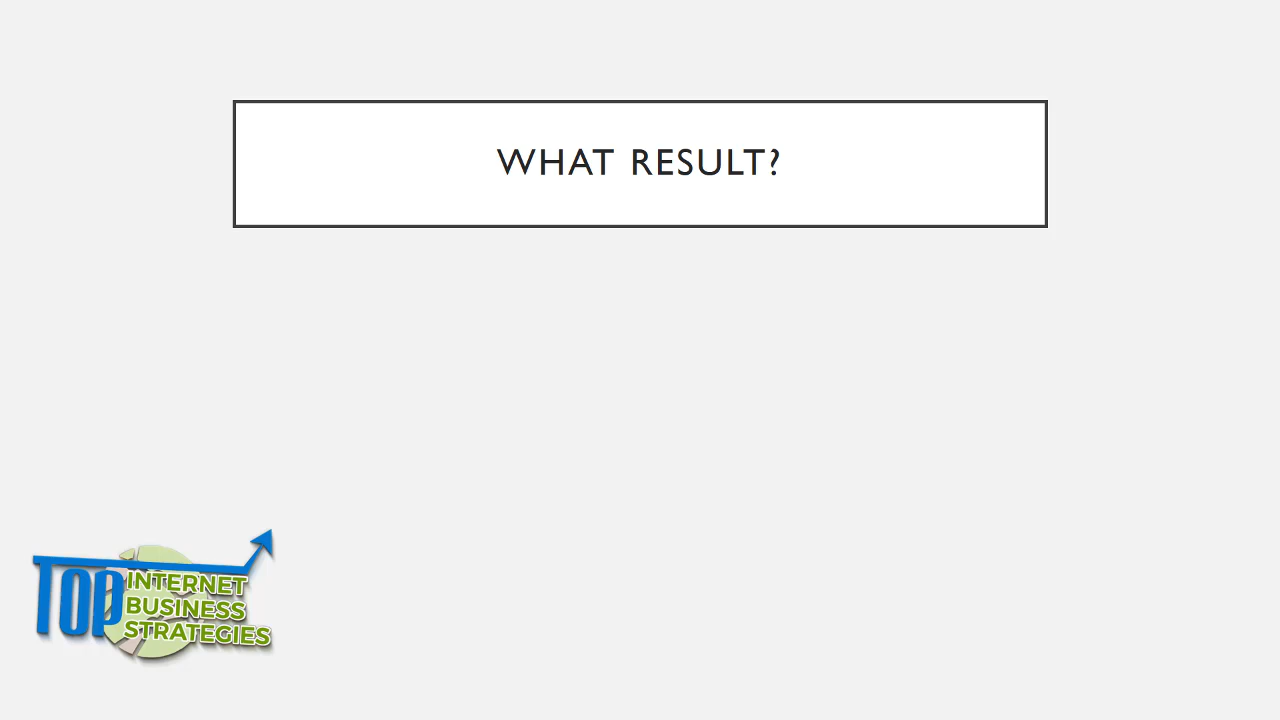 WHAT RESULT?
TOP
INTERNET
BUSINESS
STRATEGIES